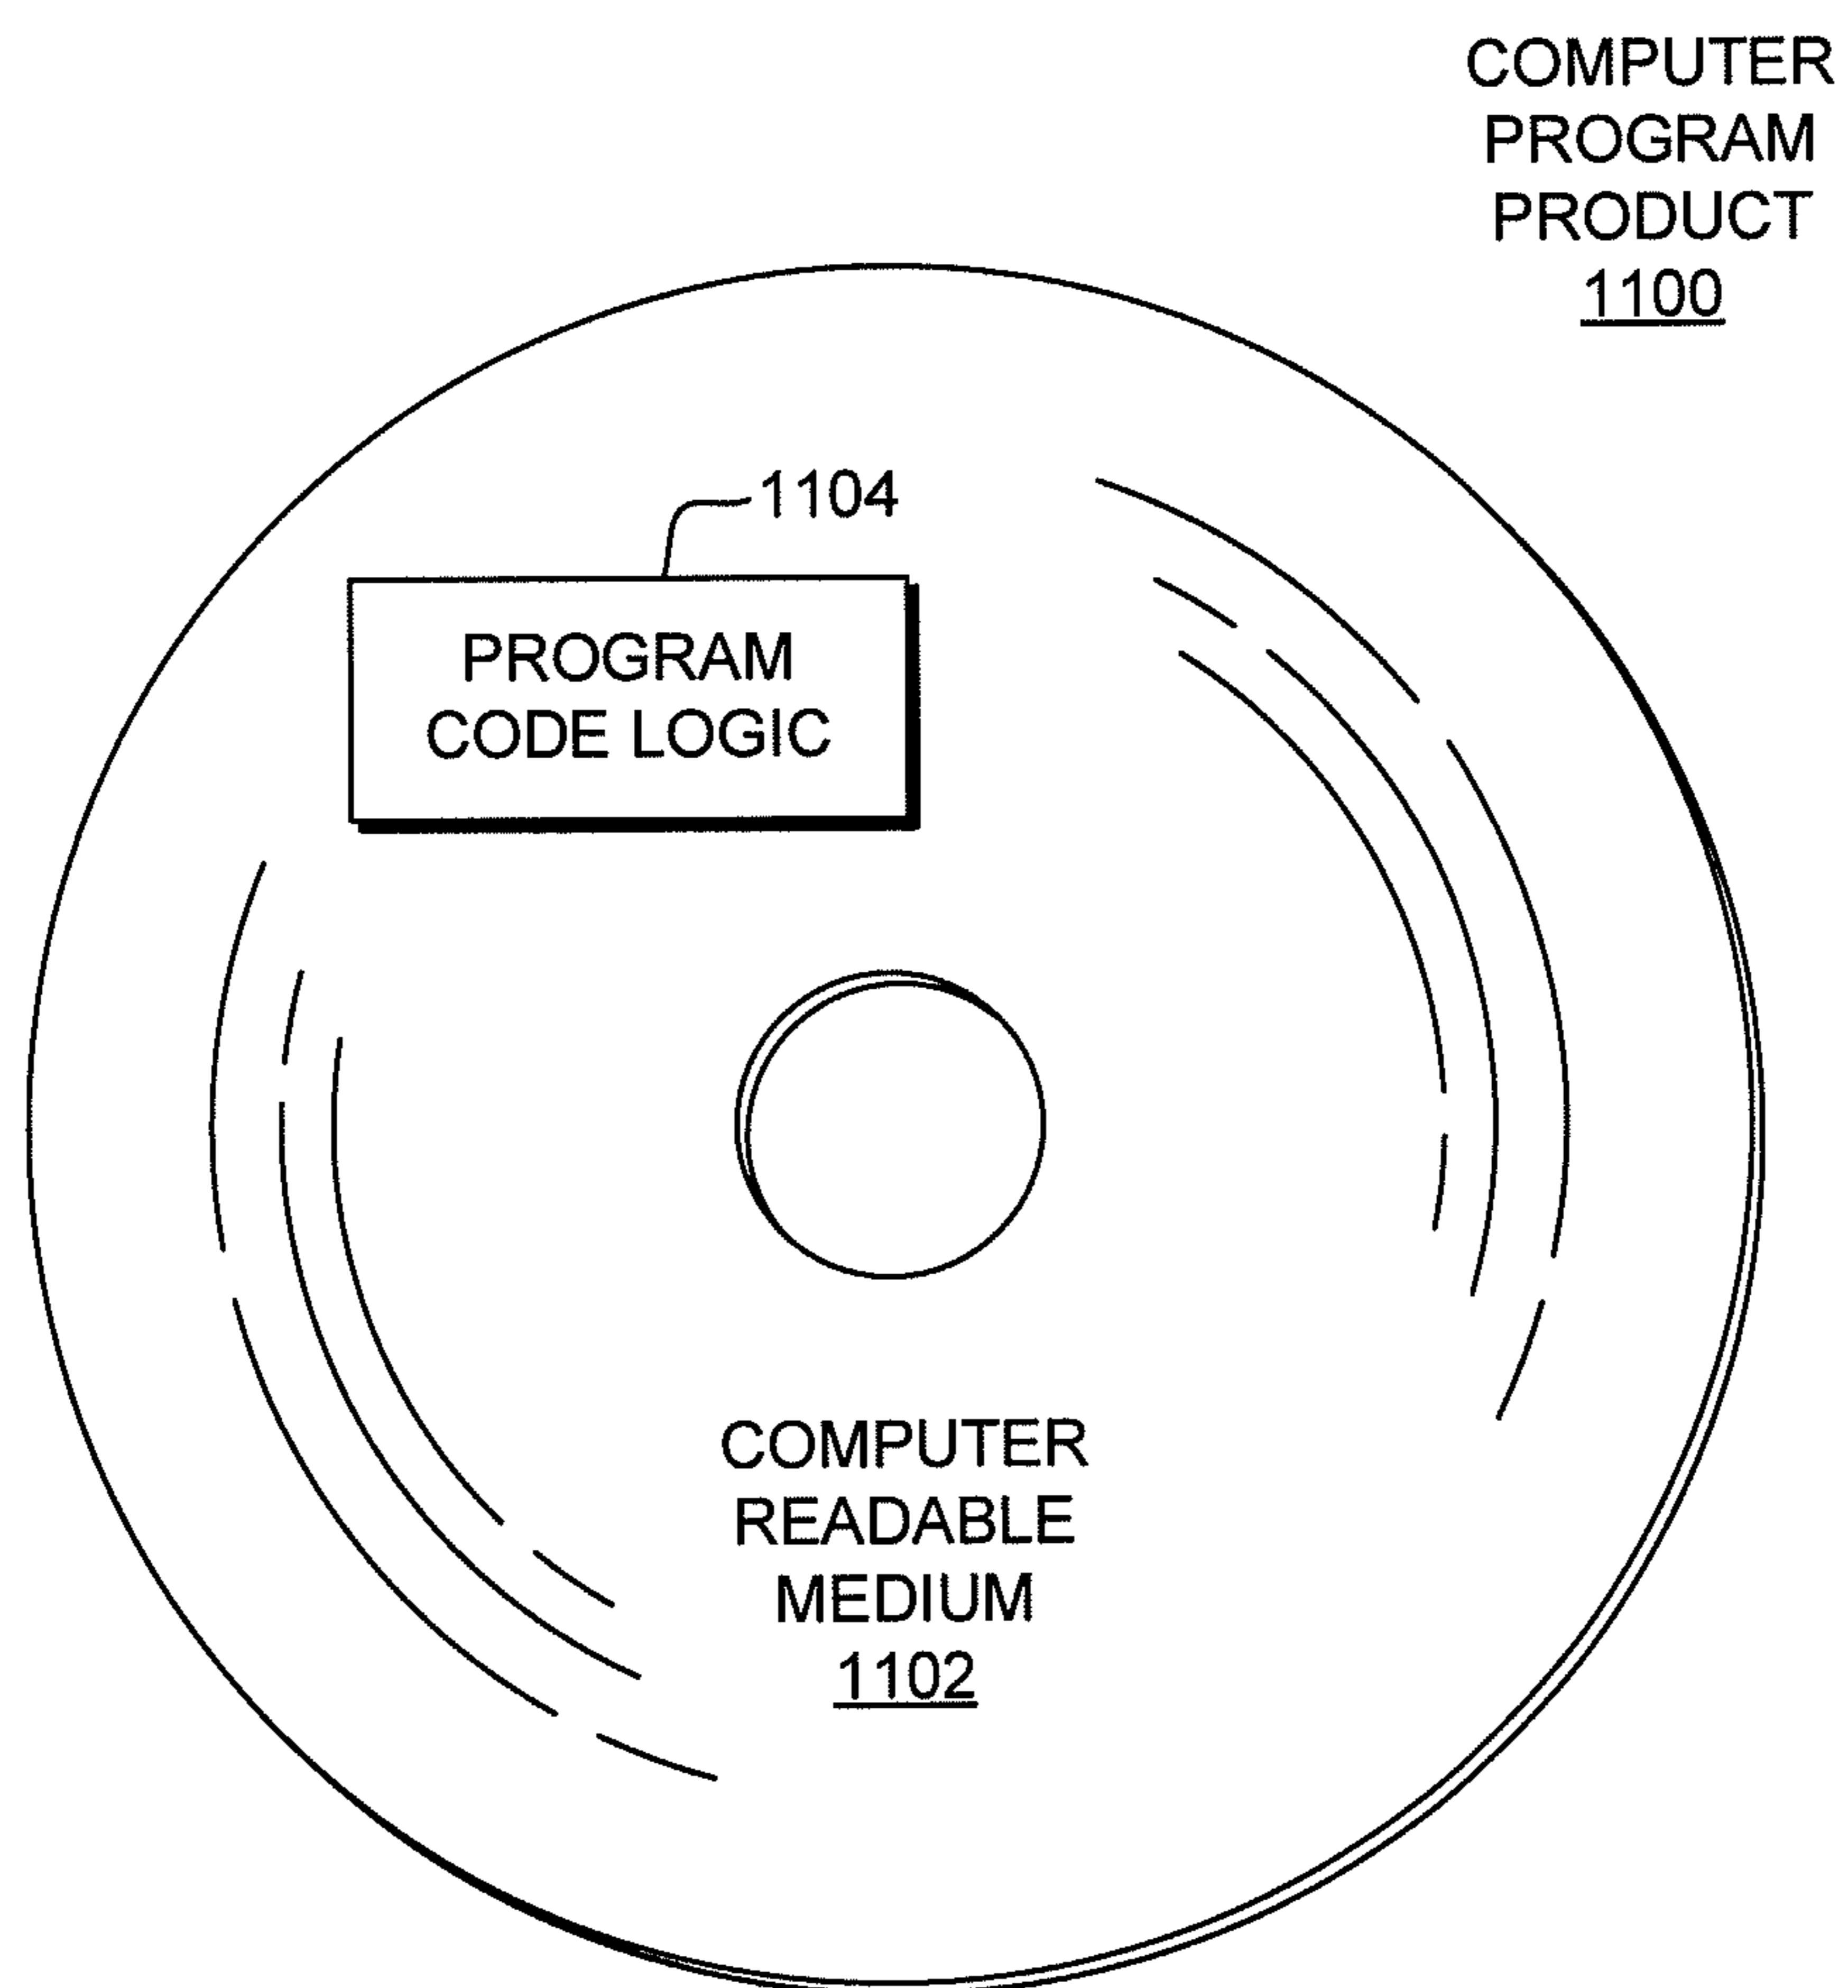 COMPUTER
PROGRAM
PRODUCT
1100
1104
PROGRAM
CODE LOGIC
COMPUTER
READABLE
MEDIUM
1102